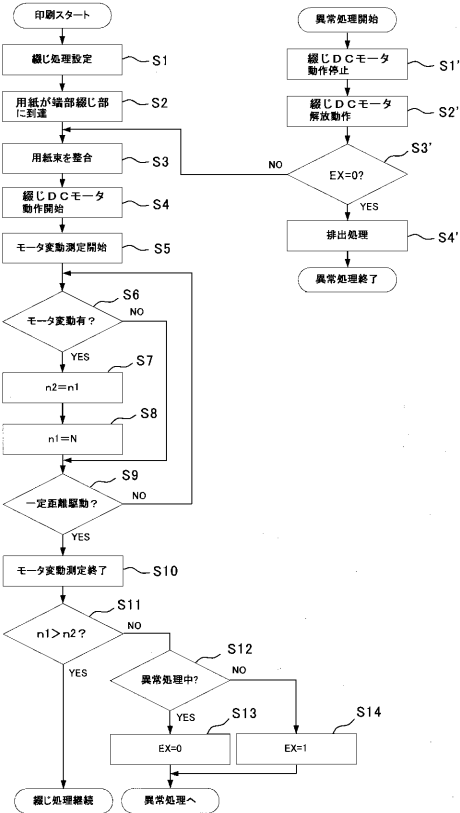 印刷スタート
綴じ処理設定
S1
用紙が端部綴じ部
に到達
S2
用紙束を整合
S3
綴じDCモータ
動作開始
S4
モータ変動測定開始
S5
S6
モータ変動有？
NO
YES
S7
n2=n1
S8
n1=N
S9
一定距離駆動？
NO
YES
モータ変動測定終了
S10
S11
n1>n2？
NO
YES
S12
異常処理中?
NO
YES
S13
EX=0
S14
EX=1
綴じ処理継続
異常処理へ
異常処理開始
綴じDCモータ
動作停止
S1'
綴じDCモータ
解放動作
S2'
S3'
EX=0?
NO
YES
排出処理
S4'
異常処理終了